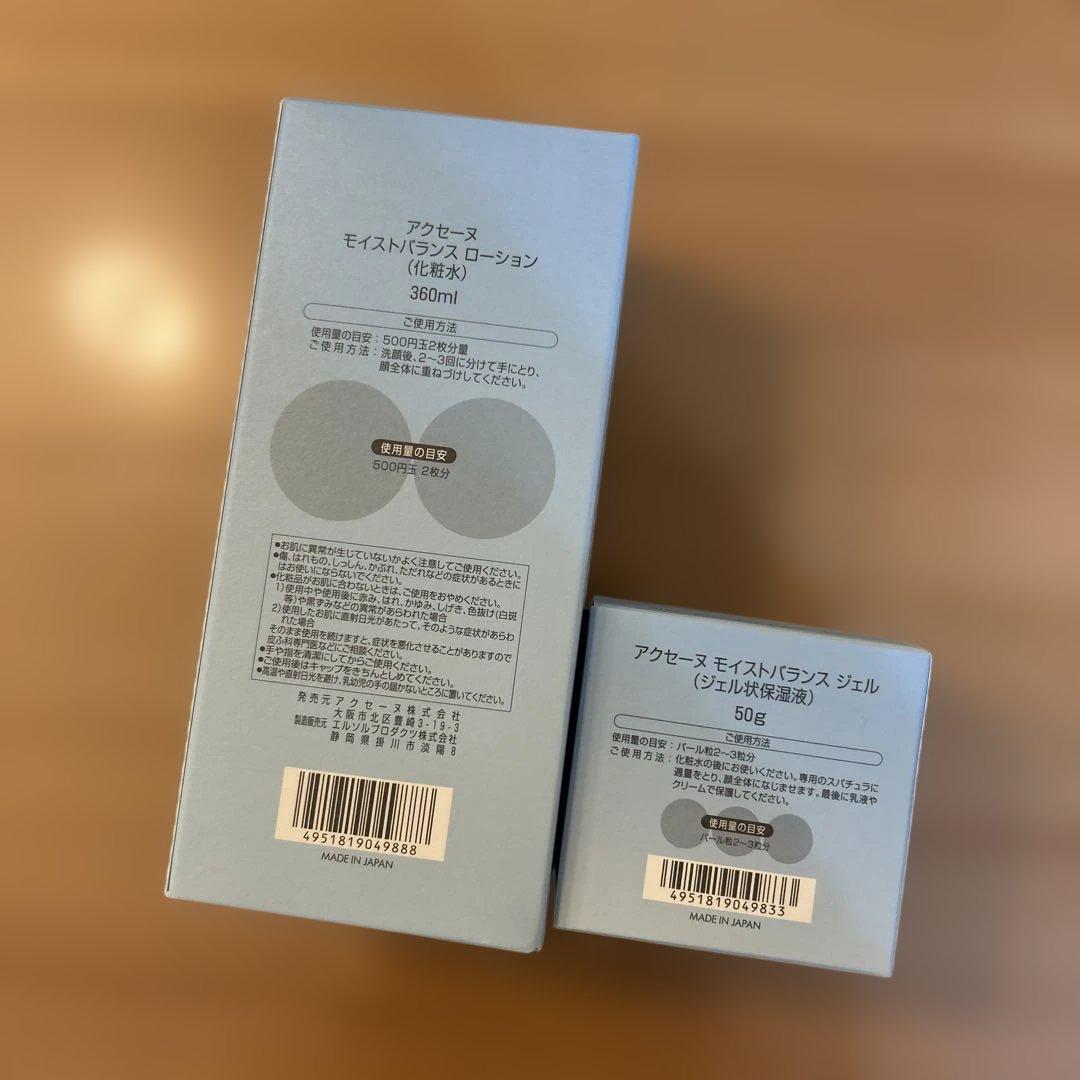 アクセーヌ
モイストバランス ローション
（化粧水）
360ml
ご使用方法
使用量の目安：500円玉2枚分量
ご使用方法：洗顔後、2〜3回に分けて手にとり、
顔全体に重ねづけしてください。
使用量の目安
500円玉 2枚分
●お肌に異常が生じていないかよく注意してご使用ください。
●傷、はれもの、しっしん、かぶれ、ただれなどの症状があるときに
はお使いにならないでください。
●化粧品がお肌に合わないときは、ご使用をおやめください。
1）使用中や使用後に赤み、はれ、かゆみ、しげき、色抜け（白斑
等）や黒ずみなどの異常があらわれた場合
2）使用したお肌に直射日光があたって、そのような症状があらわ
れた場合
そのまま使用を続けますと、症状を悪化させることがありますので
皮ふ科専門医などにご相談ください。
●手や指を清潔にしてからご使用ください。
●ご使用後はキャップをきちんとしめてください。
●高温や直射日光を避け、乳幼児の手の届かないところに置いてください。
発売元 アクセーヌ株式会社
大阪市北区豊崎3-19-3
製造販売元 エルソルプロダクツ株式会社
静岡県掛川市淡陽8
4951819049888
MADE IN JAPAN
アクセーヌ モイストバランス ジェル
（ジェル状保湿液）
50g
ご使用方法
使用量の目安：パール粒2〜3粒分
ご使用方法：化粧水の後にお使いください。専用のスパチュラに
適量をとり、顔全体になじませます。最後に乳液や
クリームで保護してください。
使用量の目安
パール粒2〜3粒分
4951819049833
MADE IN JAPAN